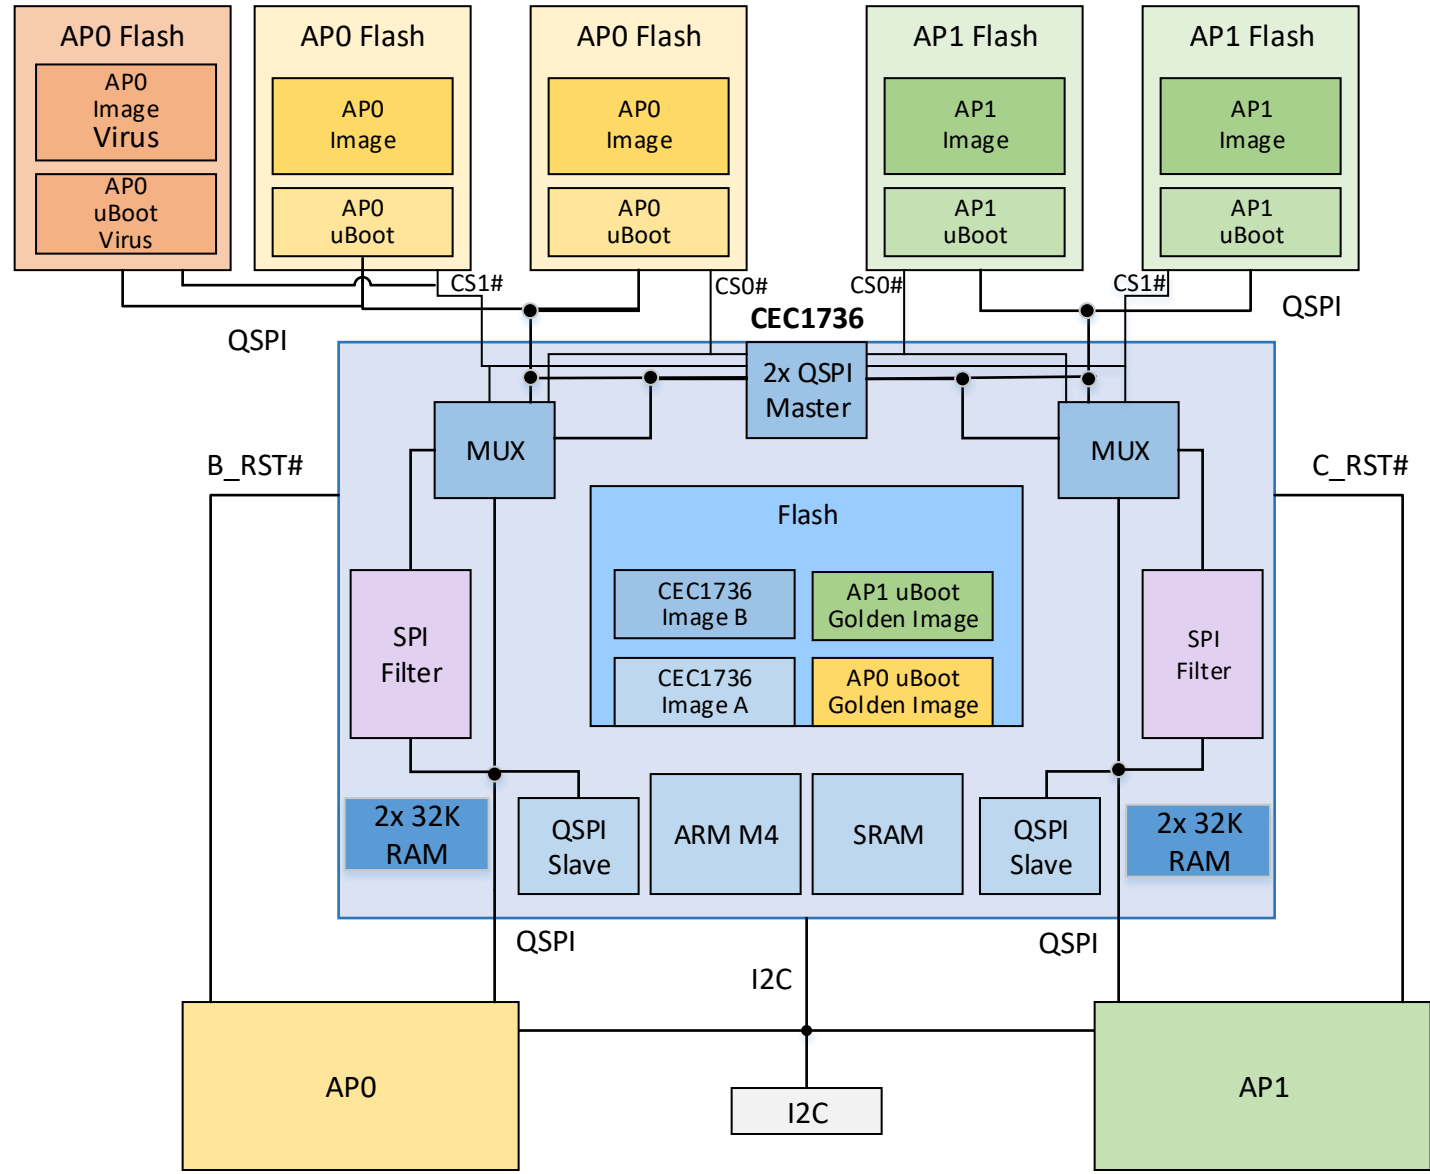 AP0 Flash
AP0
Image
Virus
AP0
uBoot
Virus
AP0 Flash
AP0
Image
AP0
uBoot
AP0 Flash
AP0
Image
AP0
uBoot
AP1 Flash
AP1
Image
AP1
uBoot
AP1 Flash
AP1
Image
AP1
uBoot
CS1#
CS0#
CS0#
CS1#
QSPI
QSPI
CEC1736
2x QSPI
Master
MUX
MUX
B_RST#
C_RST#
Flash
CEC1736
Image B
AP1 uBoot
Golden Image
CEC1736
Image A
AP0 uBoot
Golden Image
SPI
Filter
SPI
Filter
2x 32K
RAM
QSPI
Slave
ARM M4
SRAM
QSPI
Slave
2x 32K
RAM
QSPI
QSPI
I2C
AP0
I2C
AP1